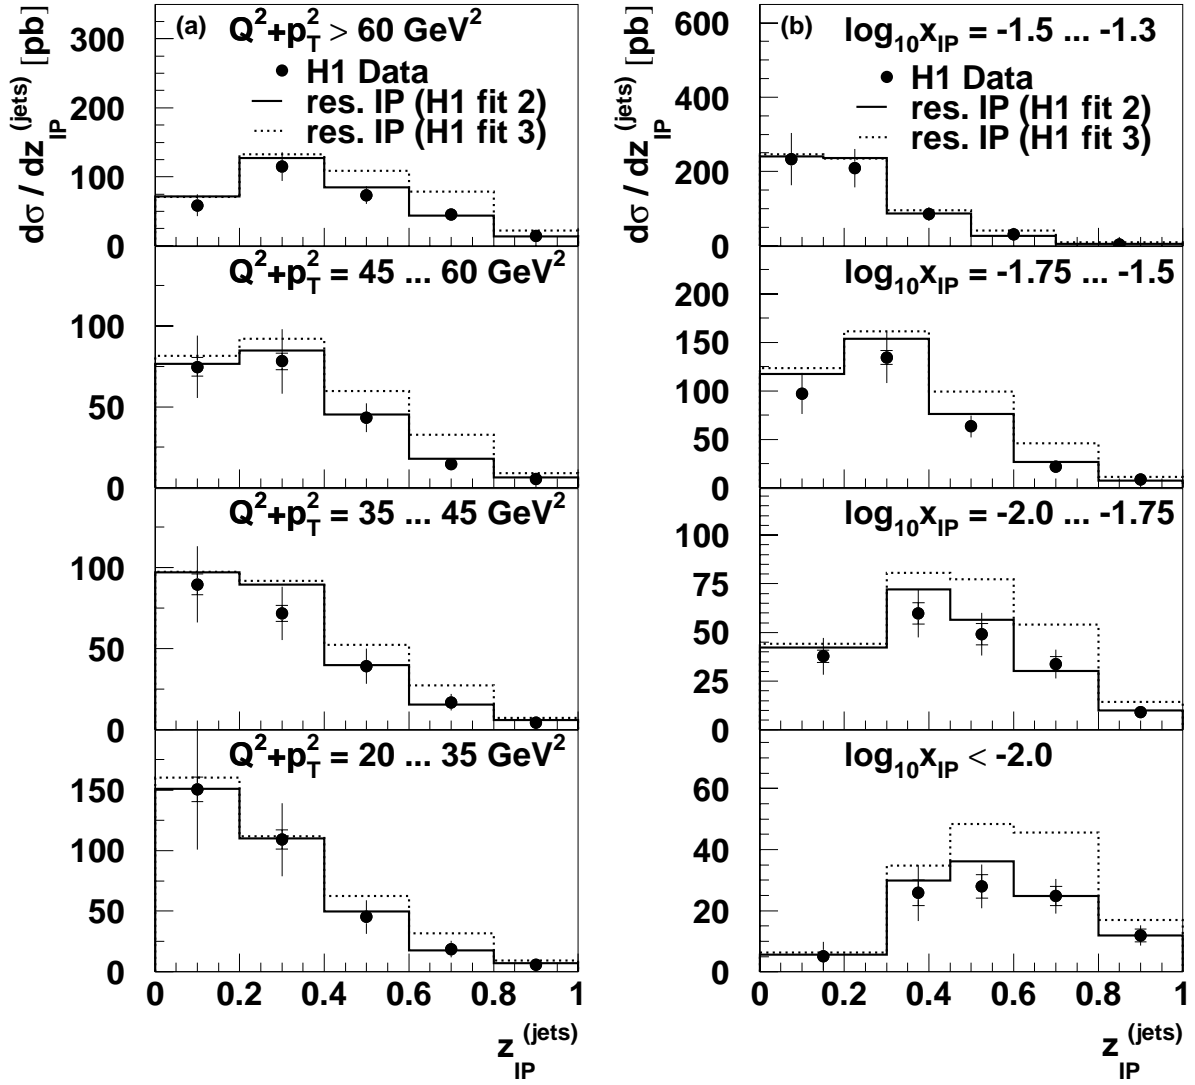 (a) Q²+p_T² > 60 GeV²
H1 Data
res. IP (H1 fit 2)
res. IP (H1 fit 3)
dσ / dz_IP^(jets) [pb]
300
200
100
0
Q²+p_T² = 45 ... 60 GeV²
100
50
0
Q²+p_T² = 35 ... 45 GeV²
100
50
0
Q²+p_T² = 20 ... 35 GeV²
150
100
50
0
0 0.2 0.4 0.6 0.8 1
z_IP^(jets)
(b) log₁₀x_IP = -1.5 ... -1.3
H1 Data
res. IP (H1 fit 2)
res. IP (H1 fit 3)
dσ / dz_IP^(jets) [pb]
600
400
200
0
log₁₀x_IP = -1.75 ... -1.5
200
150
100
50
0
log₁₀x_IP = -2.0 ... -1.75
100
75
50
25
0
log₁₀x_IP < -2.0
60
40
20
0
0 0.2 0.4 0.6 0.8 1
z_IP^(jets)